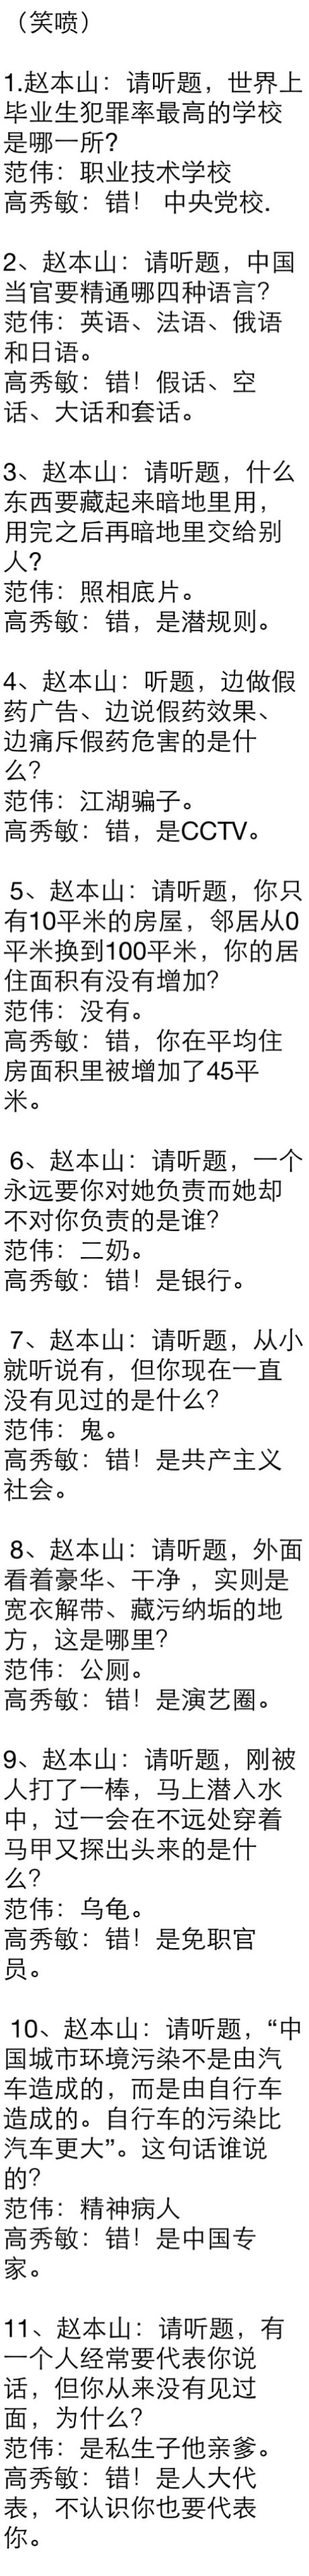 （笑喷）
1.赵本山：请听题，世界上
毕业生犯罪率最高的学校
是哪一所?
范伟：职业技术学校
高秀敏：错！ 中央党校.
2、赵本山：请听题，中国
当官要精通哪四种语言？
范伟：英语、法语、俄语
和日语。
高秀敏：错！假话、空
话、大话和套话。
3、赵本山：请听题，什么
东西要藏起来暗地里用，
用完之后再暗地里交给别
人?
范伟：照相底片。
高秀敏：错，是潜规则。
4、赵本山：听题，边做假
药广告、边说假药效果、
边痛斥假药危害的是什
么？
范伟：江湖骗子。
高秀敏：错，是CCTV。
5、赵本山：请听题，你只
有10平米的房屋，邻居从0
平米换到100平米，你的居
住面积有没有增加？
范伟：没有。
高秀敏：错，你在平均住
房面积里被增加了45平
米。
6、赵本山：请听题，一个
永远要你对她负责而她却
不对你负责的是谁？
范伟：二奶。
高秀敏：错！是银行。
7、赵本山：请听题，从小
就听说有，但你现在一直
没有见过的是什么？
范伟：鬼。
高秀敏：错！是共产主义
社会。
8、赵本山：请听题，外面
看着豪华、干净 ，实则是
宽衣解带、藏污纳垢的地
方，这是哪里？
范伟：公厕。
高秀敏：错！是演艺圈。
9、赵本山：请听题，刚被
人打了一棒，马上潜入水
中，过一会在不远处穿着
马甲又探出头来的是什
么？
范伟：乌龟。
高秀敏：错！是免职官
员。
10、赵本山：请听题，“中
国城市环境污染不是由汽
车造成的，而是由自行车
造成的。自行车的污染比
汽车更大”。这句话谁说
的？
范伟：精神病人
高秀敏：错！是中国专
家。
11、赵本山：请听题，有
一个人经常要代表你说
话，但你从来没有见过
面，为什么？
范伟：是私生子他亲爹。
高秀敏：错！是人大代
表，不认识你也要代表
你。